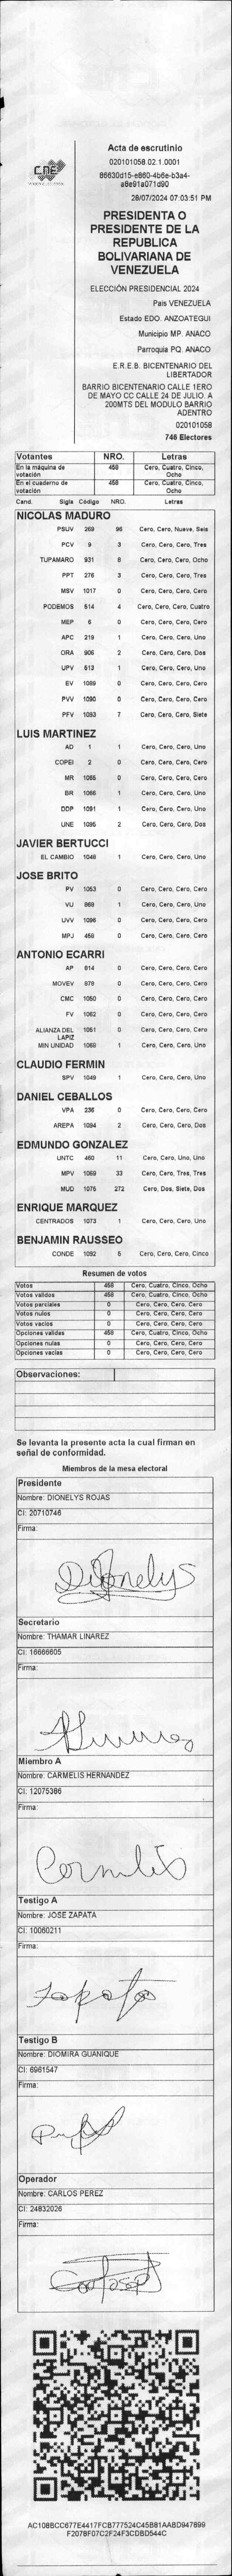 CNE
Acta de escrutinio
020101058.02.1.0001
86630d15-e860-4b6e-b3a4-
a8e91a071d90
28/07/2024 07:03:51 PM
PRESIDENTA O
PRESIDENTE DE LA
REPUBLICA
BOLIVARIANA DE
VENEZUELA
ELECCIÓN PRESIDENCIAL 2024
País VENEZUELA
Estado EDO. ANZOATEGUI
Municipio MP. ANACO
Parroquia PQ. ANACO
E.R.E.B. BICENTENARIO DEL
LIBERTADOR
BARRIO BICENTENARIO CALLE 1ERO
DE MAYO CC CALLE 24 DE JULIO. A
200MTS DEL MODULO BARRIO
ADENTRO
020101058
746 Electores
Votantes NRO. Letras
En la máquina de votación 458 Cero, Cuatro, Cinco, Ocho
En el cuaderno de votación 458 Cero, Cuatro, Cinco, Ocho
Cand. Sigla Código NRO. Letras
NICOLAS MADURO
PSUV 269 96 Cero, Cero, Nueve, Seis
PCV 9 3 Cero, Cero, Cero, Tres
TUPAMARO 931 8 Cero, Cero, Cero, Ocho
PPT 276 3 Cero, Cero, Cero, Tres
MSV 1017 0 Cero, Cero, Cero, Cero
PODEMOS 514 4 Cero, Cero, Cero, Cuatro
MEP 6 0 Cero, Cero, Cero, Cero
APC 219 1 Cero, Cero, Cero, Uno
ORA 906 2 Cero, Cero, Cero, Dos
UPV 513 1 Cero, Cero, Cero, Uno
EV 1089 0 Cero, Cero, Cero, Cero
PVV 1090 0 Cero, Cero, Cero, Cero
PFV 1093 7 Cero, Cero, Cero, Siete
LUIS MARTINEZ
AD 1 1 Cero, Cero, Cero, Uno
COPEI 2 0 Cero, Cero, Cero, Cero
MR 1065 0 Cero, Cero, Cero, Cero
BR 1066 1 Cero, Cero, Cero, Uno
DDP 1091 1 Cero, Cero, Cero, Uno
UNE 1095 2 Cero, Cero, Cero, Dos
JAVIER BERTUCCI
EL CAMBIO 1048 1 Cero, Cero, Cero, Uno
JOSE BRITO
PV 1053 0 Cero, Cero, Cero, Cero
VU 968 1 Cero, Cero, Cero, Uno
UVV 1096 0 Cero, Cero, Cero, Cero
MPJ 459 0 Cero, Cero, Cero, Cero
ANTONIO ECARRI
AP 814 0 Cero, Cero, Cero, Cero
MOVEV 978 0 Cero, Cero, Cero, Cero
CMC 1050 0 Cero, Cero, Cero, Cero
FV 1052 0 Cero, Cero, Cero, Cero
ALIANZA DEL LAPIZ 1051 0 Cero, Cero, Cero, Cero
MIN UNIDAD 1056 1 Cero, Cero, Cero, Uno
CLAUDIO FERMIN
SPV 1049 1 Cero, Cero, Cero, Uno
DANIEL CEBALLOS
VPA 236 0 Cero, Cero, Cero, Cero
AREPA 1094 2 Cero, Cero, Cero, Dos
EDMUNDO GONZALEZ
UNTC 460 11 Cero, Cero, Uno, Uno
MPV 1069 33 Cero, Cero, Tres, Tres
MUD 1075 272 Cero, Dos, Siete, Dos
ENRIQUE MARQUEZ
CENTRADOS 1073 1 Cero, Cero, Cero, Uno
BENJAMIN RAUSSEO
CONDE 1092 5 Cero, Cero, Cero, Cinco
Resumen de votos
Votos 458 Cero, Cuatro, Cinco, Ocho
Votos validos 458 Cero, Cuatro, Cinco, Ocho
Votos parciales 0 Cero, Cero, Cero, Cero
Votos nulos 0 Cero, Cero, Cero, Cero
Votos vacios 0 Cero, Cero, Cero, Cero
Opciones validas 458 Cero, Cuatro, Cinco, Ocho
Opciones nulas 0 Cero, Cero, Cero, Cero
Opciones vacias 0 Cero, Cero, Cero, Cero
Observaciones:
Se levanta la presente acta la cual firman en
señal de conformidad.
Miembros de la mesa electoral
Presidente
Nombre: DIONELYS ROJAS
CI: 20710746
Firma:
Dionelys
Secretario
Nombre: THAMAR LINAREZ
CI: 16666605
Firma:
Miembro A
Nombre: CARMELIS HERNANDEZ
CI: 12075386
Firma:
Testigo A
Nombre: JOSE ZAPATA
CI: 10060211
Firma:
Zapata
Testigo B
Nombre: DIOMIRA GUANIQUE
CI: 6961547
Firma:
Operador
Nombre: CARLOS PEREZ
CI: 24832026
Firma:
AC108BCC677E4417FCB777524C45B81AABD947899
F2078F07C2F24F3CDBD544C